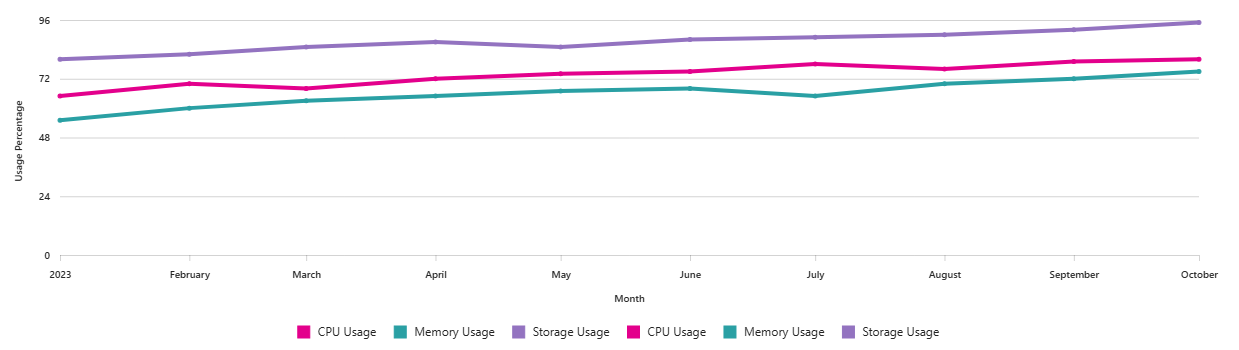 96
72
48
24
0
Usage Percentage
2023 February March April May June July August September October
Month
CPU Usage Memory Usage Storage Usage CPU Usage Memory Usage Storage Usage